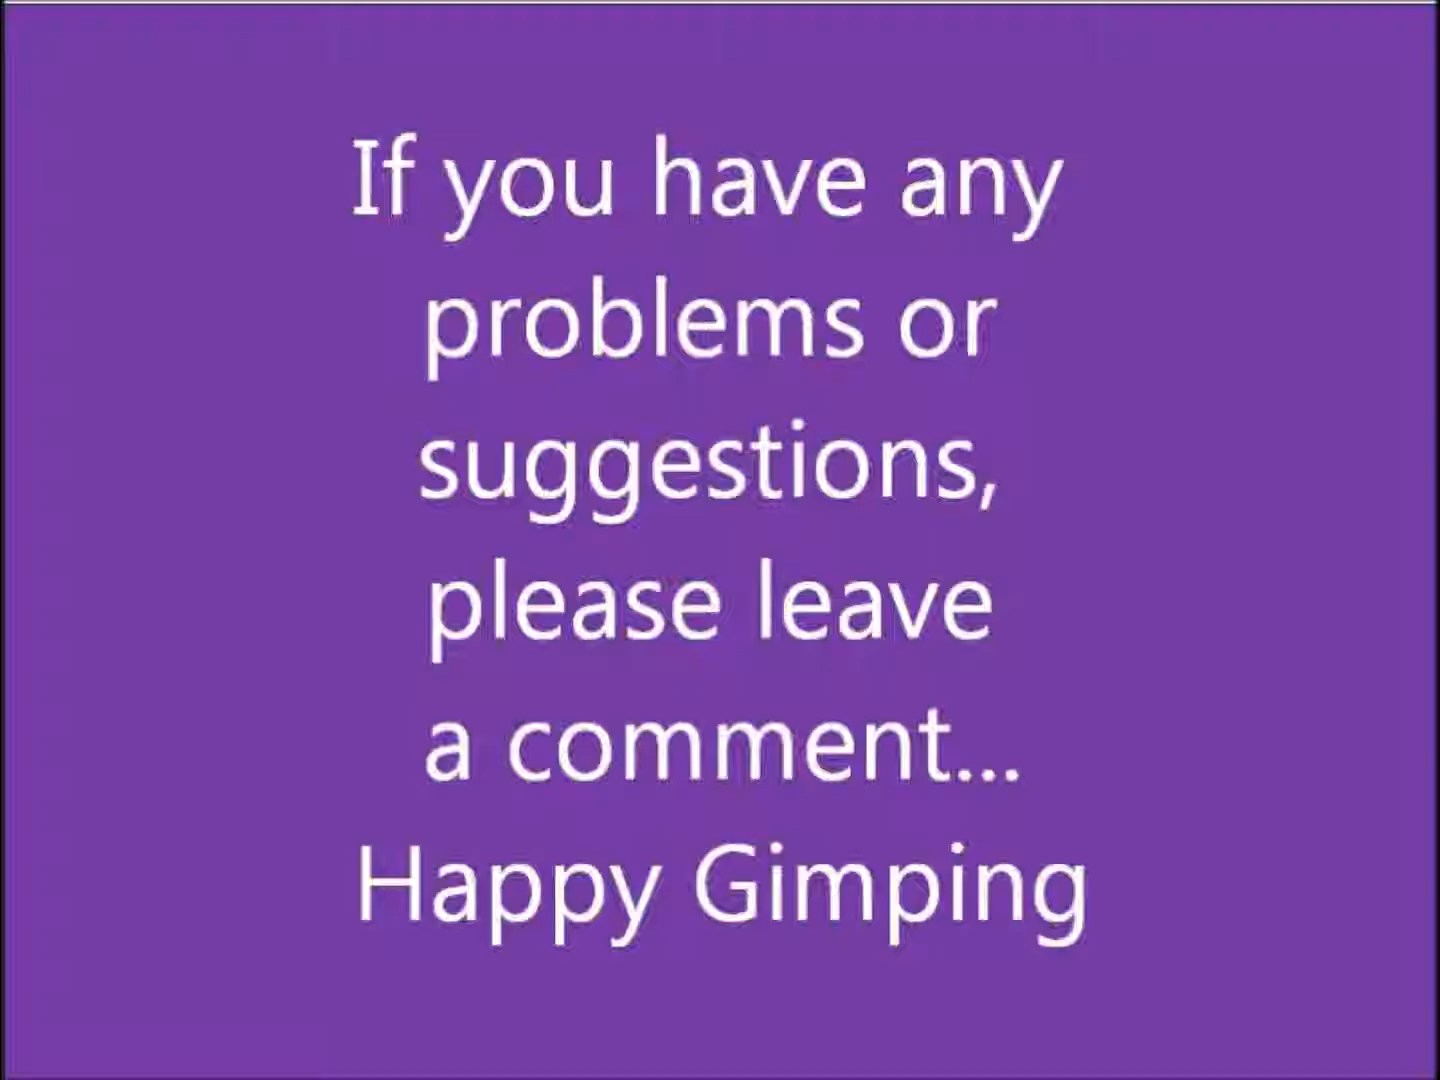 If you have any
problems or
suggestions,
please leave
a comment...
Happy Gimping